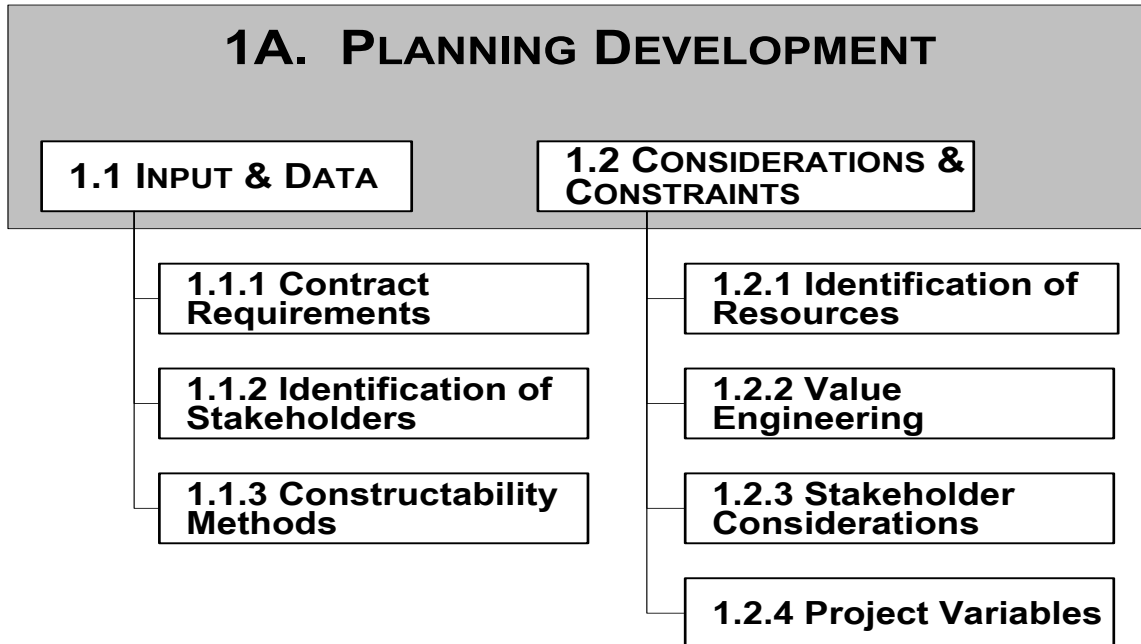 1A. PLANNING DEVELOPMENT
1.1 INPUT & DATA
1.1.1 Contract
Requirements
1.1.2 Identification of
Stakeholders
1.1.3 Constructability
Methods
1.2 CONSIDERATIONS &
CONSTRAINTS
1.2.1 Identification of
Resources
1.2.2 Value
Engineering
1.2.3 Stakeholder
Considerations
1.2.4 Project Variables